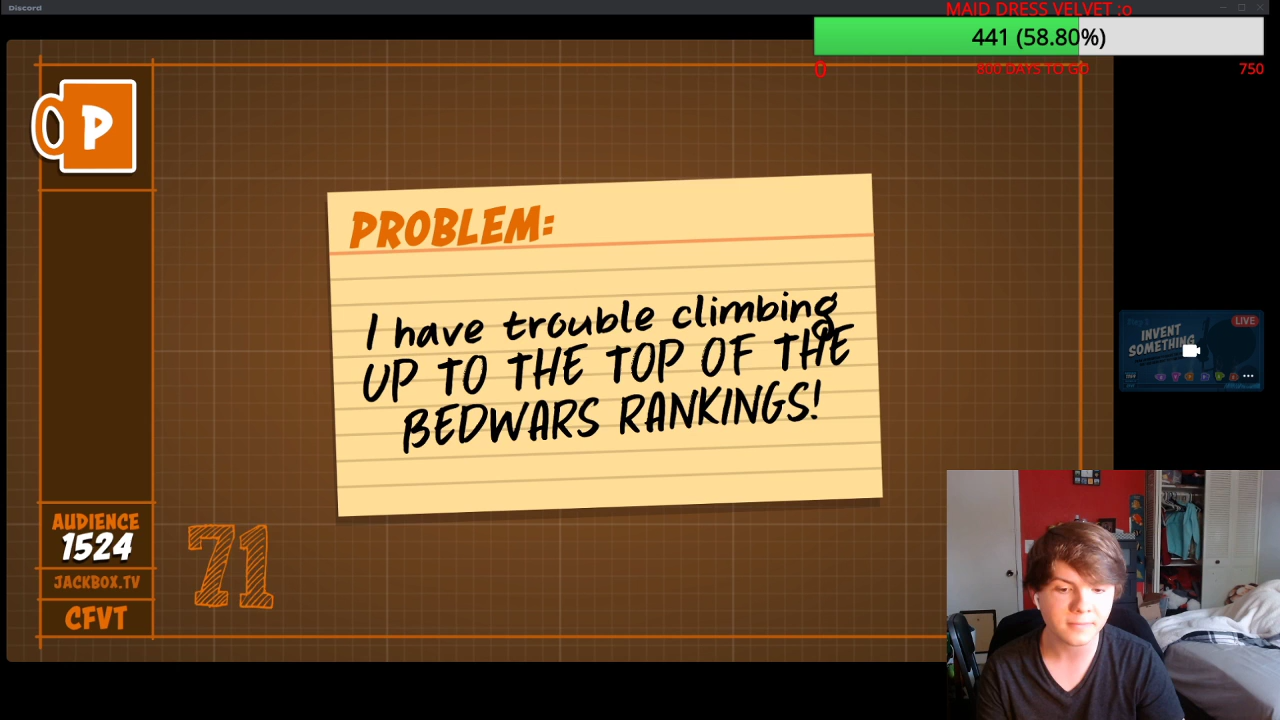 Discord
MAID DRESS VELVET :o
441 (58.80%)
0
800 DAYS TO GO
750
P
PROBLEM:
I have trouble climbing
UP TO THE TOP OF THE
BEDWARS RANKINGS!
LIVE
INVENT
SOMETHING
AUDIENCE
1524
JACKBOX.TV
CFVT
71